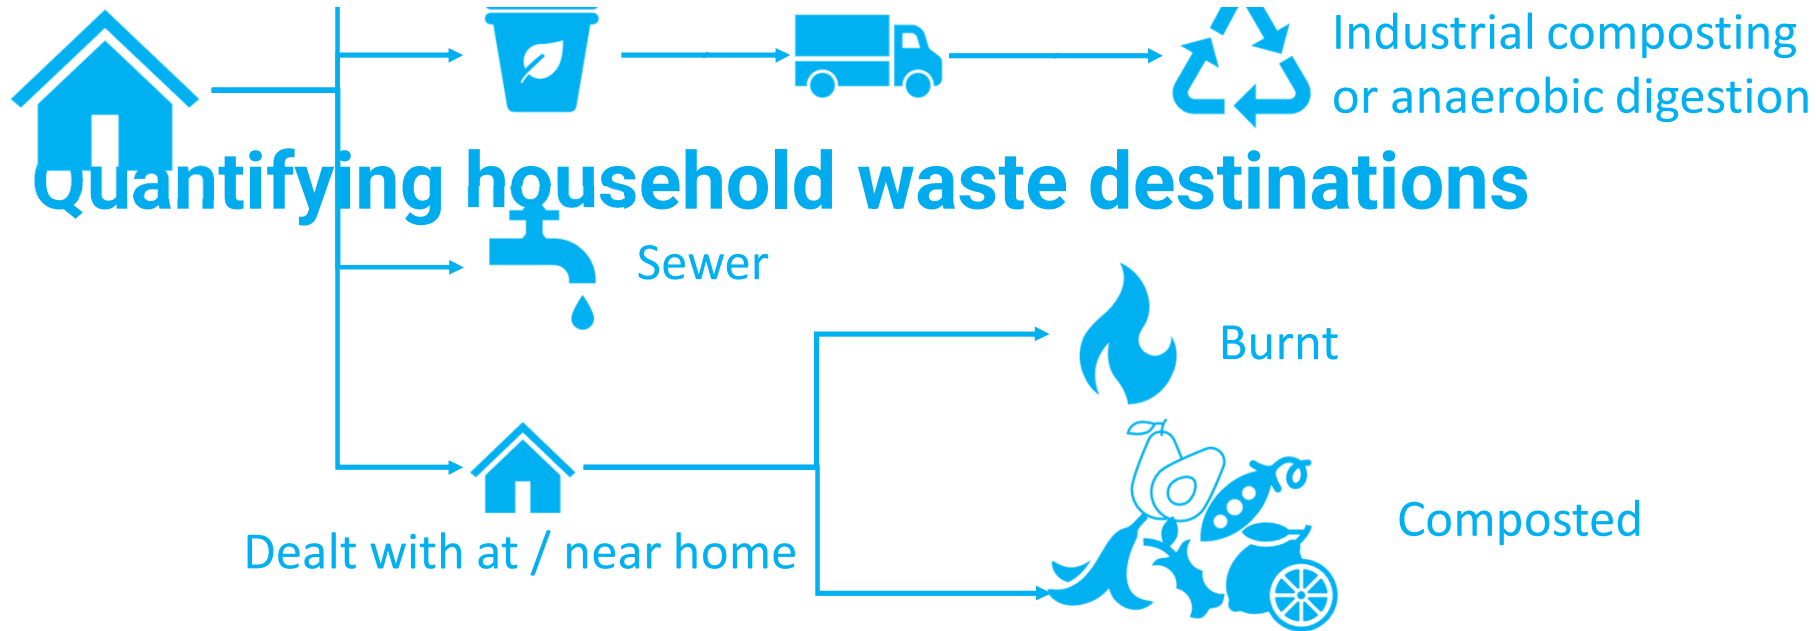 Industrial composting
or anaerobic digestion
Quantifying household waste destinations
Sewer
Burnt
Composted
Dealt with at / near home